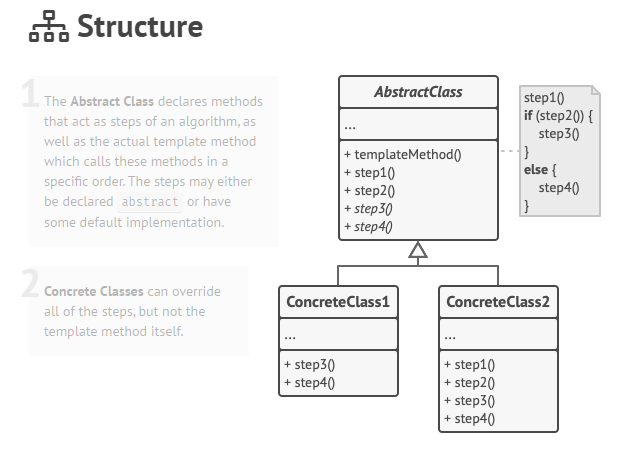 Structure
1
The Abstract Class declares methods
that act as steps of an algorithm, as
well as the actual template method
which calls these methods in a
specific order. The steps may either
be declared abstract or have
some default implementation.
2
Concrete Classes can override
all of the steps, but not the
template method itself.
AbstractClass
...
+ templateMethod()
+ step1()
+ step2()
+ step3()
+ step4()
step1()
if (step2()) {
step3()
}
else {
step4()
}
ConcreteClass1
...
+ step3()
+ step4()
ConcreteClass2
...
+ step1()
+ step2()
+ step3()
+ step4()